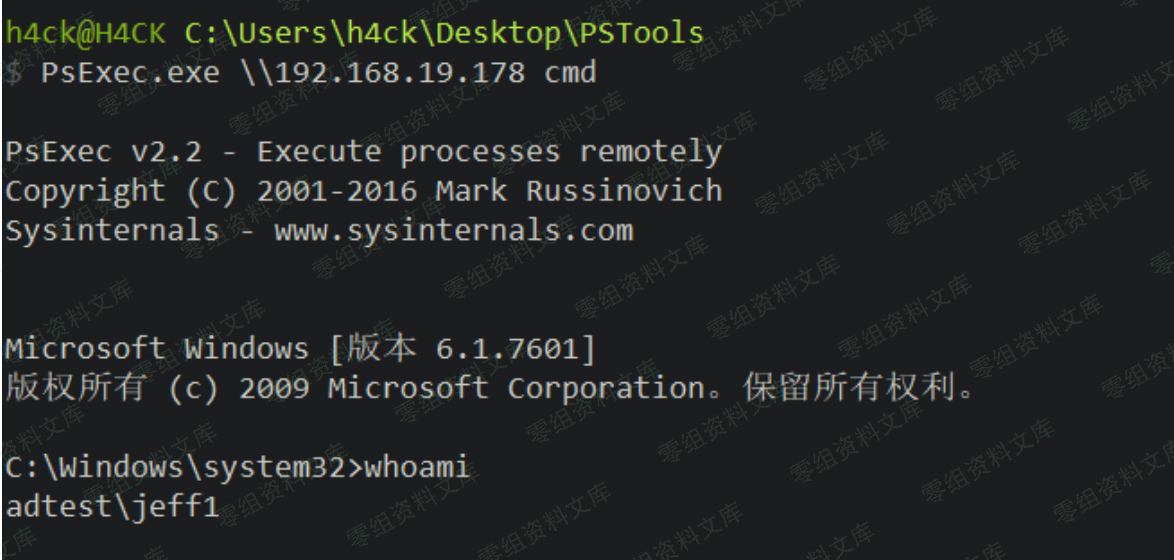 h4ck@H4CK C:\Users\h4ck\Desktop\PSTools
$ PsExec.exe \\192.168.19.178 cmd
PsExec v2.2 - Execute processes remotely
Copyright (C) 2001-2016 Mark Russinovich
Sysinternals - www.sysinternals.com
Microsoft Windows [版本 6.1.7601]
版权所有 (c) 2009 Microsoft Corporation。保留所有权利。
C:\Windows\system32>whoami
adtest\jeff1
零组资料文库